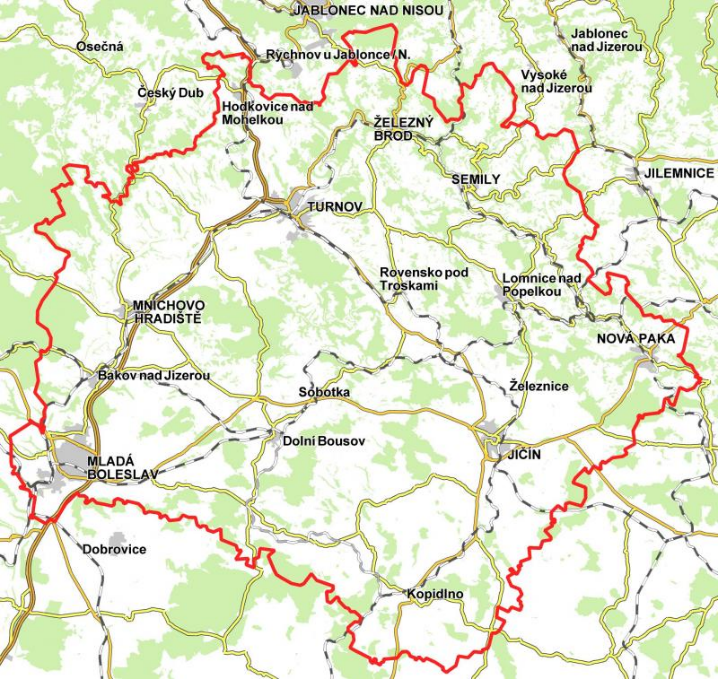 JABLONEC NAD NISOU
Jablonec
nad Jizerou
Osečná
Rychnov u Jablonce / N.
Vysoké
nad Jizerou
Český Dub
Hodkovice nad
Mohelkou
ŽELEZNÝ
BROD
JILEMNICE
SEMILY
TURNOV
Rovensko pod
Troskami
Lomnice nad
Popelkou
MNICHOVO
HRADIŠTĚ
NOVÁ PAKA
Bakov nad Jizerou
Železnice
Sobotka
Dolní Bousov
JIČÍN
MLADÁ
BOLESLAV
Dobrovice
Kopidlno